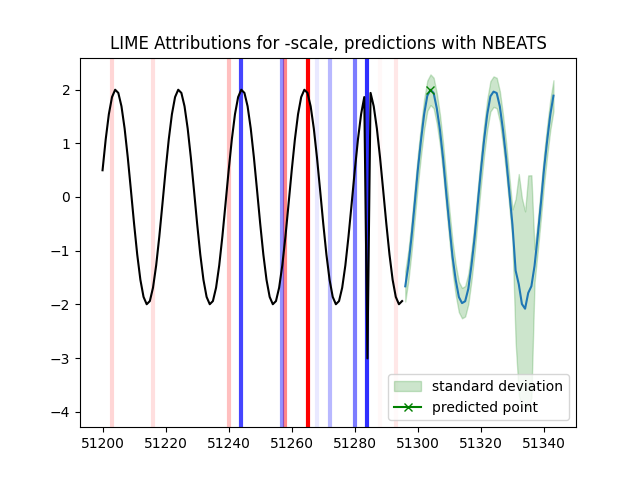 LIME Attributions for -scale, predictions with NBEATS
2
1
0
−1
−2
−3
−4
standard deviation
predicted point
51200 51220 51240 51260 51280 51300 51320 51340